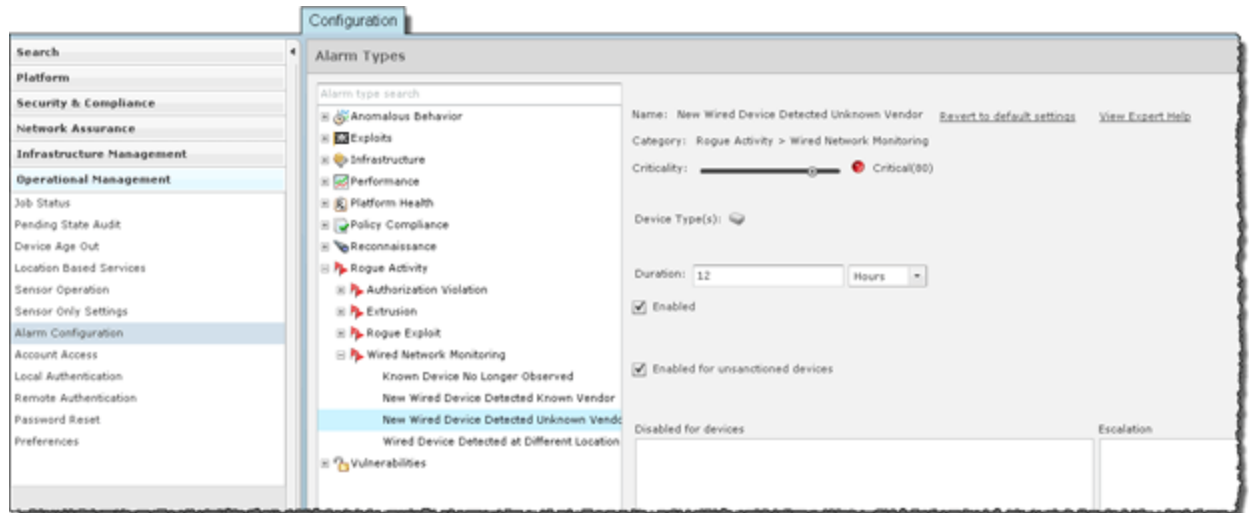 Configuration
Search
Platform
Security & Compliance
Network Assurance
Infrastructure Management
Operational Management
Job Status
Pending State Audit
Device Age Out
Location Based Services
Sensor Operation
Sensor Only Settings
Alarm Configuration
Account Access
Local Authentication
Remote Authentication
Password Reset
Preferences
Alarm Types
Alarm type search
Anomalous Behavior
Exploits
Infrastructure
Performance
Platform Health
Policy Compliance
Reconnaissance
Rogue Activity
Authorization Violation
Extrusion
Rogue Exploit
Wired Network Monitoring
Known Device No Longer Observed
New Wired Device Detected Known Vendor
New Wired Device Detected Unknown Vendo
Wired Device Detected at Different Location
Vulnerabilities
Name: New Wired Device Detected Unknown Vendor Revert to default settings View Expert Help
Category: Rogue Activity > Wired Network Monitoring
Criticality: Critical(80)
Device Type(s):
Duration: 12 Hours
Enabled
Enabled for unsanctioned devices
Disabled for devices Escalation